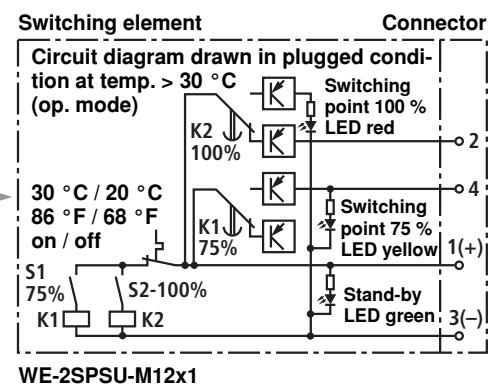 Switching element
Connector
Circuit diagram drawn in plugged condi-
tion at temp. > 30 °C
(op. mode)
Switching
point 100 %
LED red
K2
100%
2
4
30 °C / 20 °C
86 °F / 68 °F
on / off
K1
75%
Switching
point 75 %
LED yellow
1(+)
S1
75%
S2-100%
Stand-by
LED green
K1
K2
3(–)
WE-2SPSU-M12x1